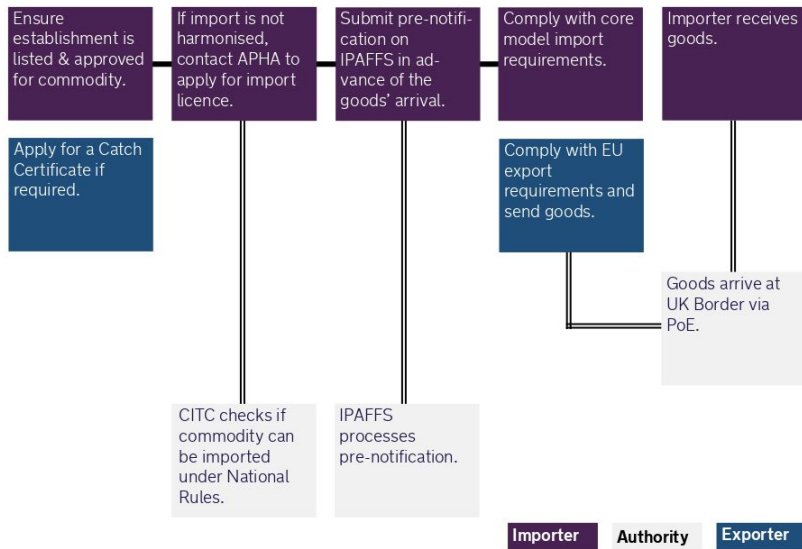 Ensure
establishment is
listed & approved
for commodity.
If import is not
harmonised,
contact APHA to
apply for import
licence.
Submit pre-notifi-
cation on
IPAFFS in ad-
vance of the
goods' arrival.
Comply with core
model import
requirements.
Importer receives
goods.
Apply for a Catch
Certificate if
required.
Comply with EU
export
requirements and
send goods.
Goods arrive at
UK Border via
PoE.
CITC checks if
commodity can
be imported
under National
Rules.
IPAFFS
processes
pre-notification.
Importer
Authority
Exporter